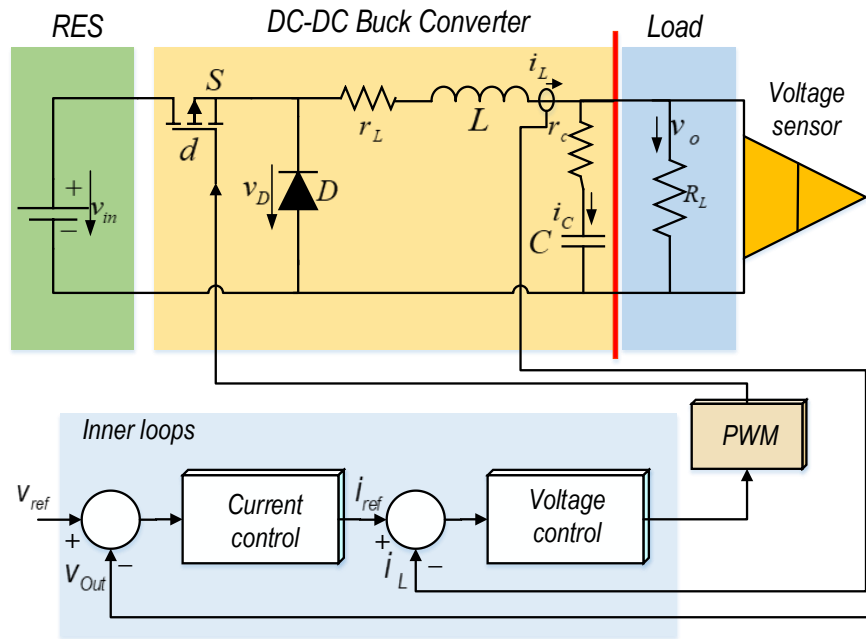 RES
DC-DC Buck Converter
Load
S
d
r_L
L
i_L
r_c
v_o
Voltage
sensor
+
v_in
−
v_D
D
i_C
C
R_L
PWM
Inner loops
v_ref
+
−
v_Out
Current
control
i_ref
+
−
i_L
Voltage
control